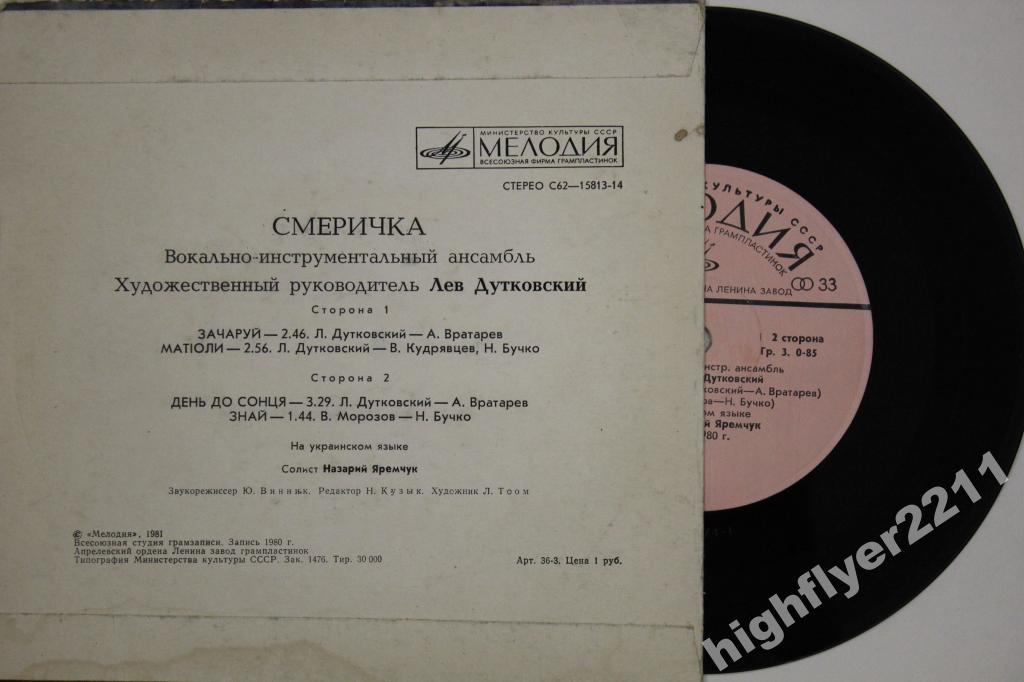 МИНИСТЕРСТВО КУЛЬТУРЫ СССР
МЕЛОДИЯ
ВСЕСОЮЗНАЯ ФИРМА ГРАМПЛАСТИНОК
СТЕРЕО С62—15813-14
СМЕРИЧКА
Вокально-инструментальный ансамбль
Художественный руководитель Лев Дутковский
Сторона 1
ЗАЧАРУЙ — 2.46. Л. Дутковский — А. Вратарев
МАТІОЛИ — 2.56. Л. Дутковский — В. Кудрявцев, Н. Бучко
Сторона 2
ДЕНЬ ДО СОНЦЯ — 3.29. Л. Дутковский — А. Вратарев
ЗНАЙ — 1.44. В. Морозов — Н. Бучко
На украинском языке
Солист Назарий Яремчук
Звукорежиссер Ю. Винник. Редактор Н. Кузык. Художник Л. Тоом
© «Мелодия», 1981
Всесоюзная студия грамзаписи. Запись 1980 г.
Апрелевский ордена Ленина завод грампластинок
Типография Министерства культуры СССР. Зак. 1476. Тир. 30 000
Арт. 36-3. Цена 1 руб.
КУЛЬТУРЫ СССР
ОДИЯ
А ГРАМПЛАСТИНОК
НА ЛЕНИНА ЗАВОД
33
2 сторона
Гр. 3. 0-85
нстр. ансамбль
Дутковский
ковский—А. Вратарев)
ов—Н. Бучко)
ом языке
й Яремчук
980 г.
highflyer2211